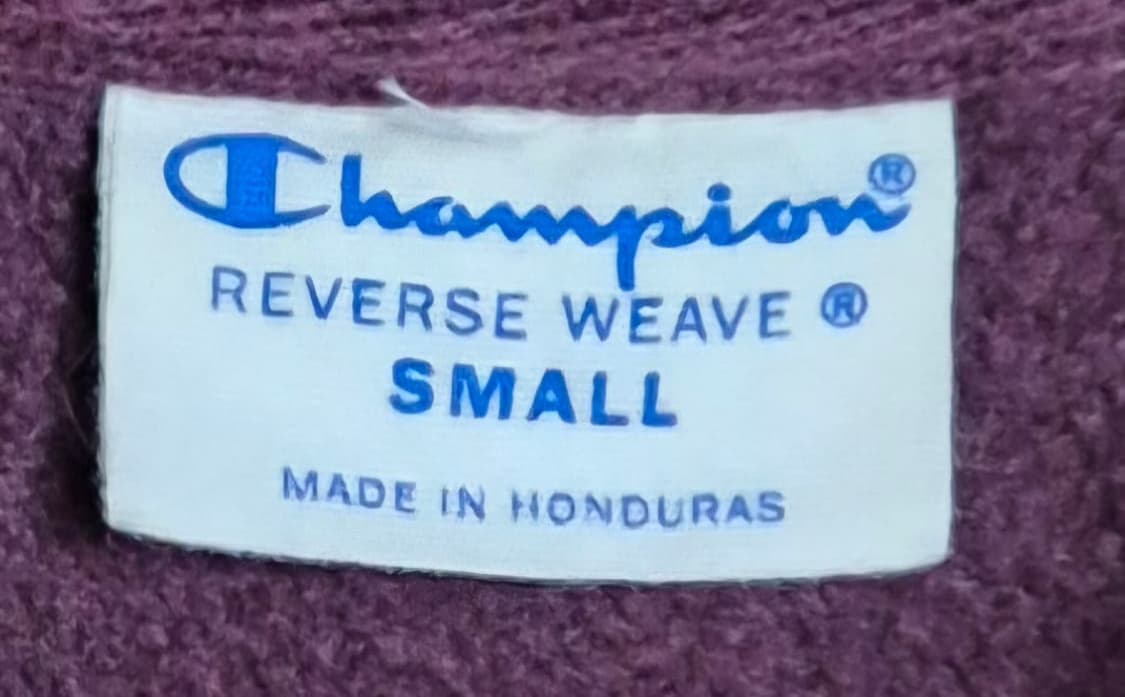 Champion®
REVERSE WEAVE ®
SMALL
MADE IN HONDURAS